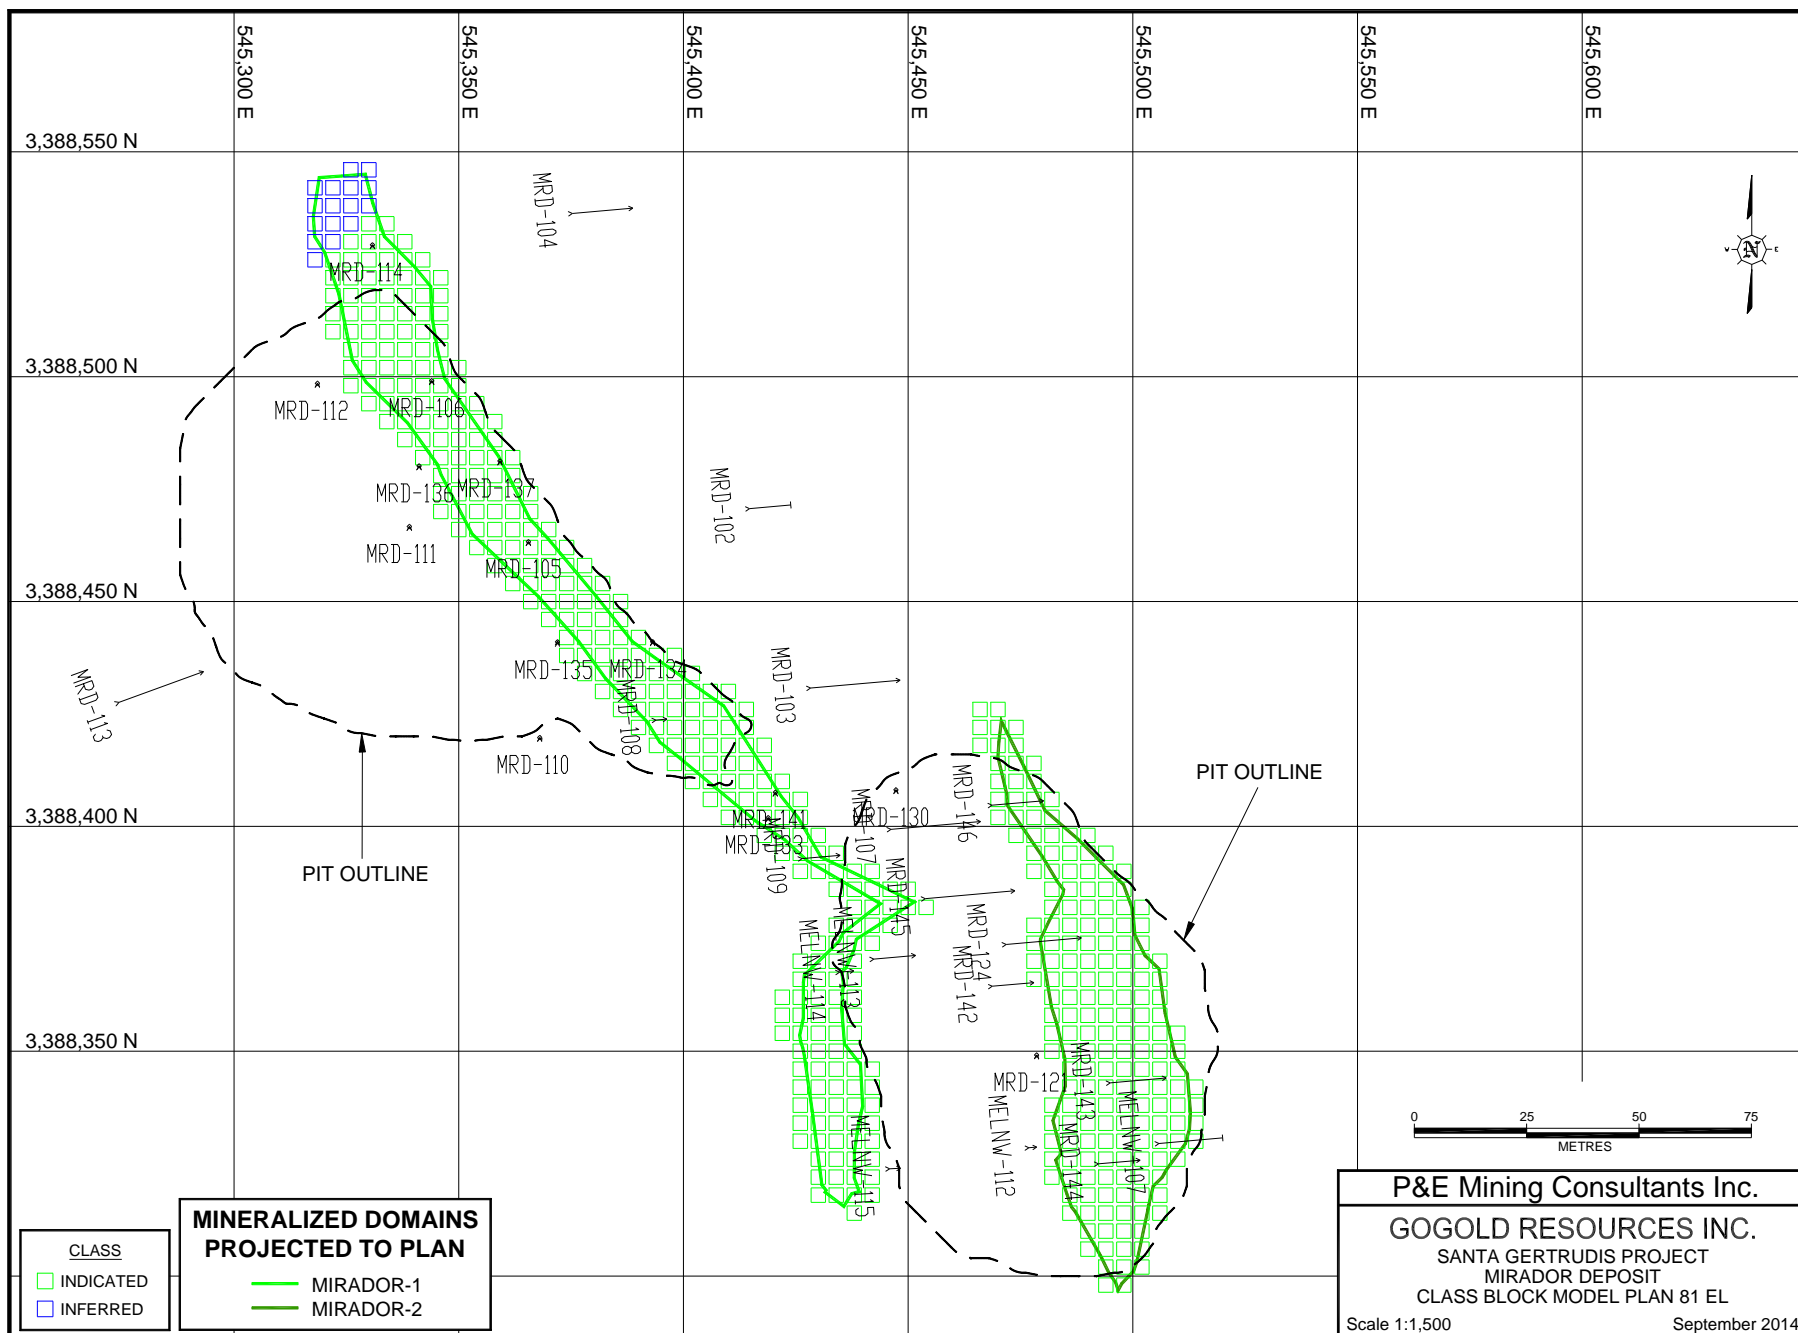 545,300 E
545,350 E
545,400 E
545,450 E
545,500 E
545,550 E
545,600 E
3,388,550 N
MRD-104
W N E
MRD-114
3,388,500 N
MRD-112
MRD-106
MRD-136
MRD-137
MRD-102
MRD-111
MRD-105
3,388,450 N
MRD-135
MRD-134
MRD-103
MRD-113
MRD-108
MRD-110
PIT OUTLINE
MRD-146
MRD-107
MRD-130
3,388,400 N
MRD-141
MRD-133
MRD-109
PIT OUTLINE
MRD-145
MRD-124
MRD-142
MELNW-113
MELNW-114
3,388,350 N
MRD-121
MRD-143
MELNW-112
MELNW-107
MRD-144
MELNW-115
0 25 50 75
METRES
CLASS
INDICATED
INFERRED
MINERALIZED DOMAINS
PROJECTED TO PLAN
MIRADOR-1
MIRADOR-2
P&E Mining Consultants Inc.
GOGOLD RESOURCES INC.
SANTA GERTRUDIS PROJECT
MIRADOR DEPOSIT
CLASS BLOCK MODEL PLAN 81 EL
Scale 1:1,500 September 2014